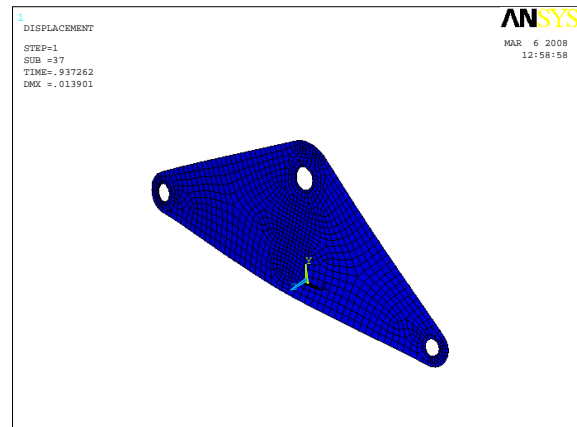 1
DISPLACEMENT
STEP=1
SUB =37
TIME=.937262
DMX =.013901
ANSYS
MAR  6 2008
12:58:58
Y